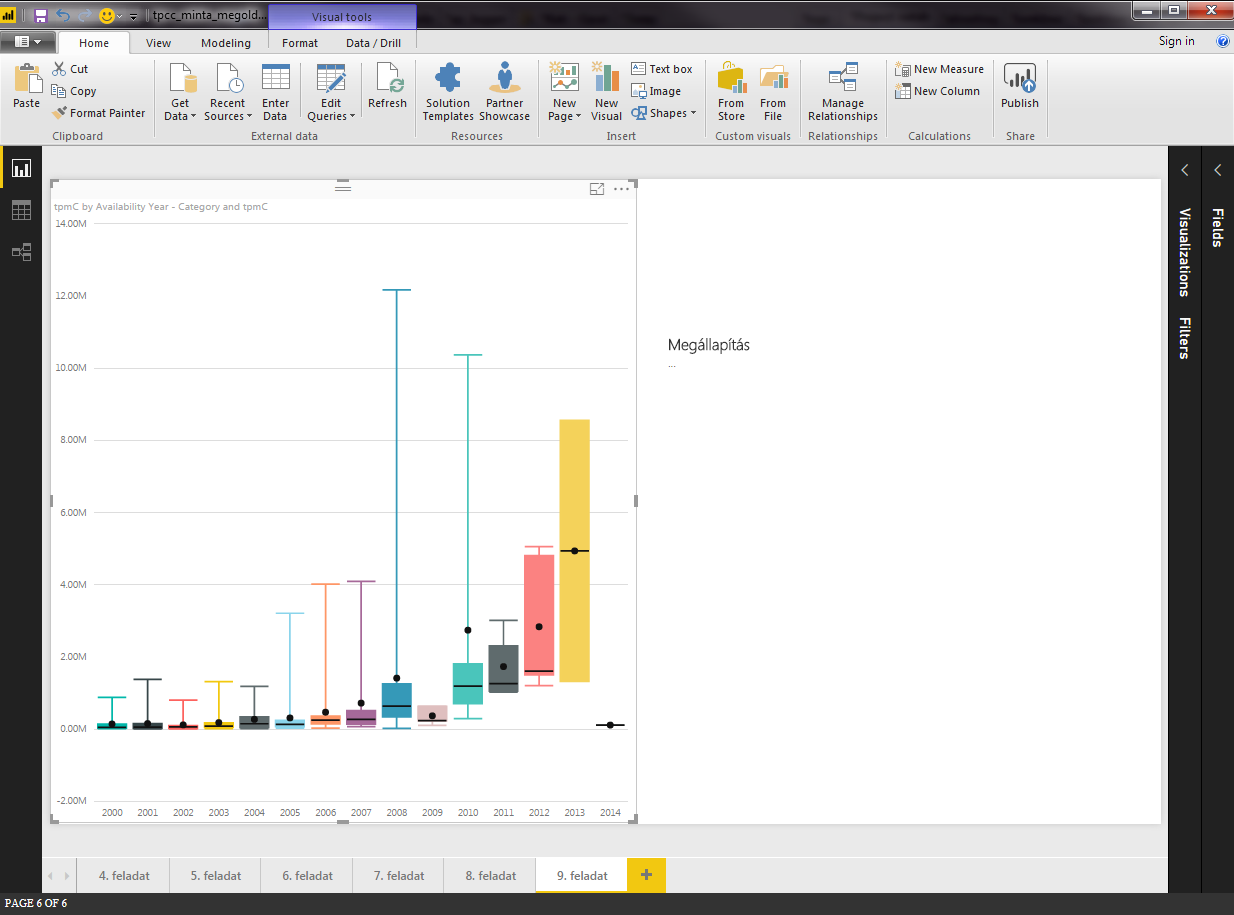 tpcc_minta_megold...
Visual tools
Home
View
Modeling
Format
Data / Drill
Sign in
Paste
Cut
Copy
Format Painter
Clipboard
Get Data
Recent Sources
Enter Data
Edit Queries
External data
Refresh
Solution Templates
Partner Showcase
Resources
New Page
New Visual
Text box
Image
Shapes
Insert
From Store
From File
Custom visuals
Manage Relationships
Relationships
New Measure
New Column
Calculations
Publish
Share
tpmC by Availability Year - Category and tpmC
14.00M
12.00M
10.00M
8.00M
6.00M
4.00M
2.00M
0.00M
-2.00M
2000 2001 2002 2003 2004 2005 2006 2007 2008 2009 2010 2011 2012 2013 2014
Megállapítás
...
Visualizations
Filters
Fields
4. feladat
5. feladat
6. feladat
7. feladat
8. feladat
9. feladat
PAGE 6 OF 6